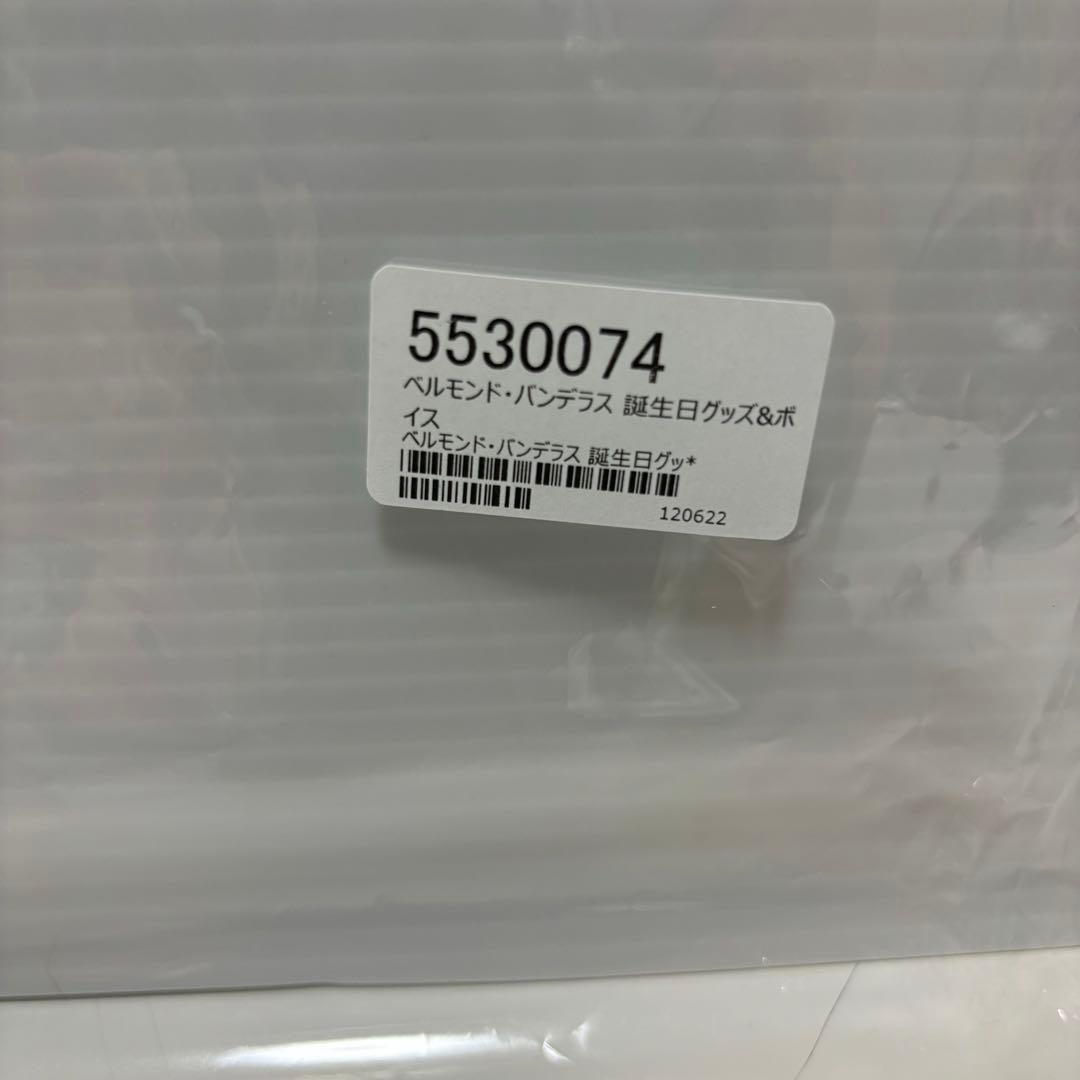 5530074
ベルモンド・バンデラス 誕生日グッズ&ボ
イス
ベルモンド・バンデラス 誕生日グッ*
120622